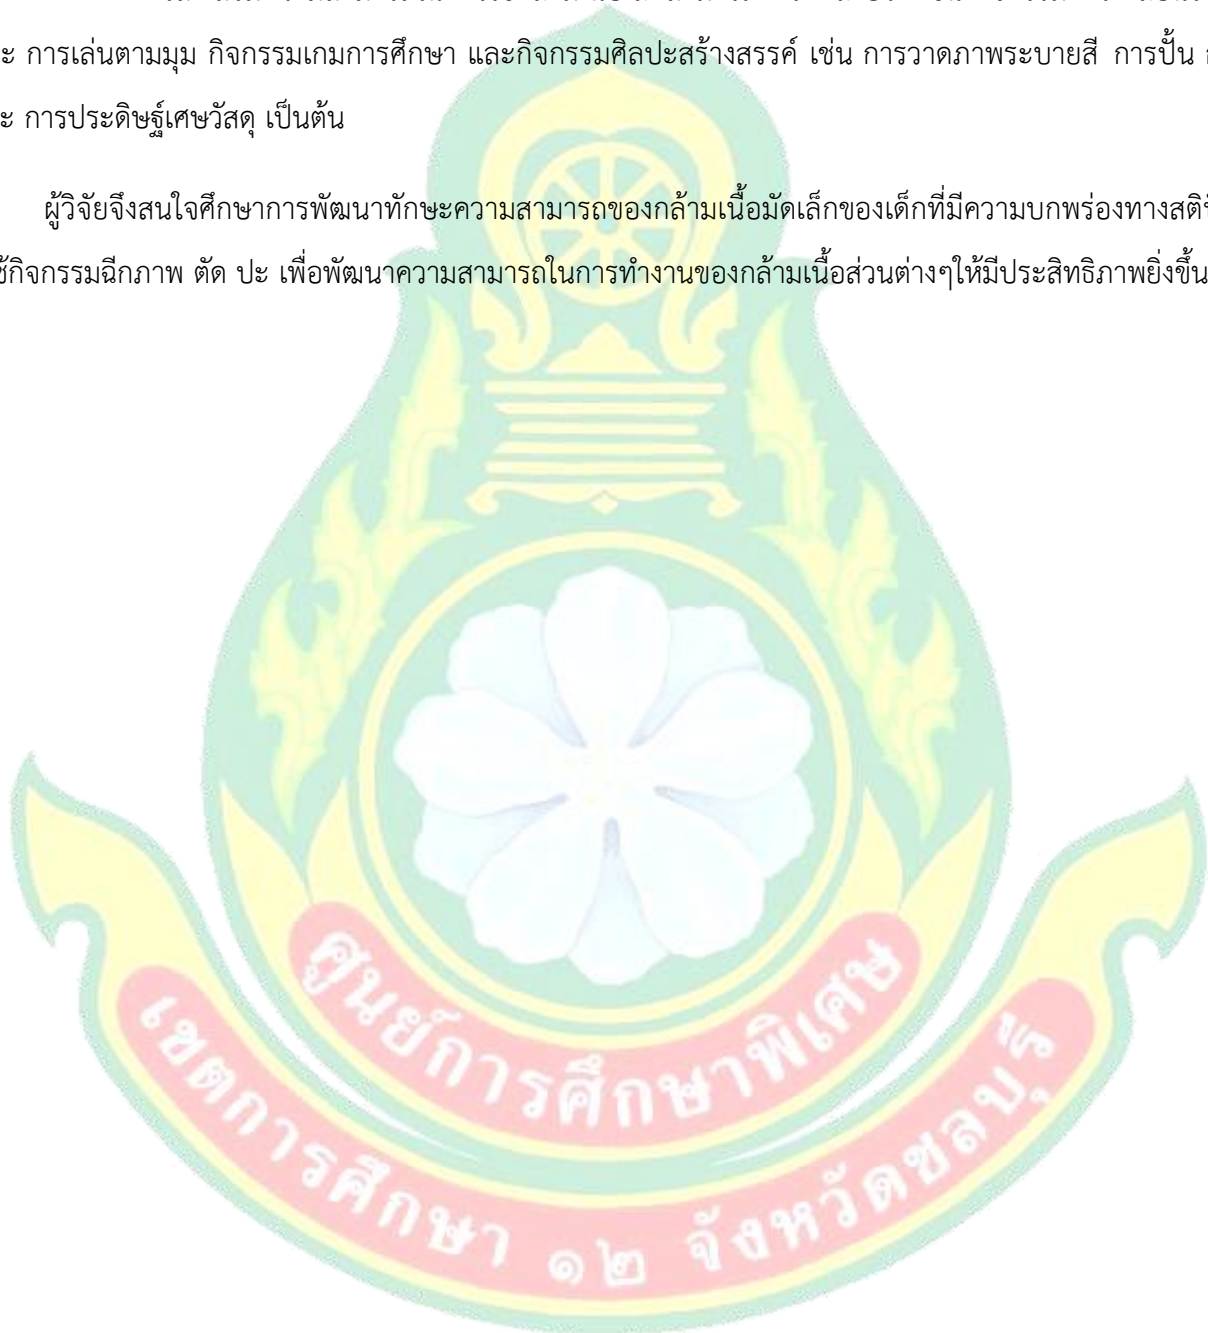 การเล่นตามมุม กิจกรรมเกมการศึกษา และกิจกรรมศิลปะสร้างสรรค์ เช่น การวาดภาพระบายสี การปั้น
การประดิษฐ์เศษวัสดุ เป็นต้น
ผู้วิจัยจึงสนใจศึกษาการพัฒนาทักษะความสามารถของกล้ามเนื้อมัดเล็กของเด็กที่มีความบกพร่องทาง
กิจกรรมฉีกภาพ ตัด ปะ เพื่อพัฒนาความสามารถในการทำงานของกล้ามเนื้อส่วนต่างๆให้มีประสิทธิภาพยิ่งขึ้น
ศูนย์การศึกษาพิเศษ
เขตการศึกษา ๑๒ จังหวัดชลบุรี